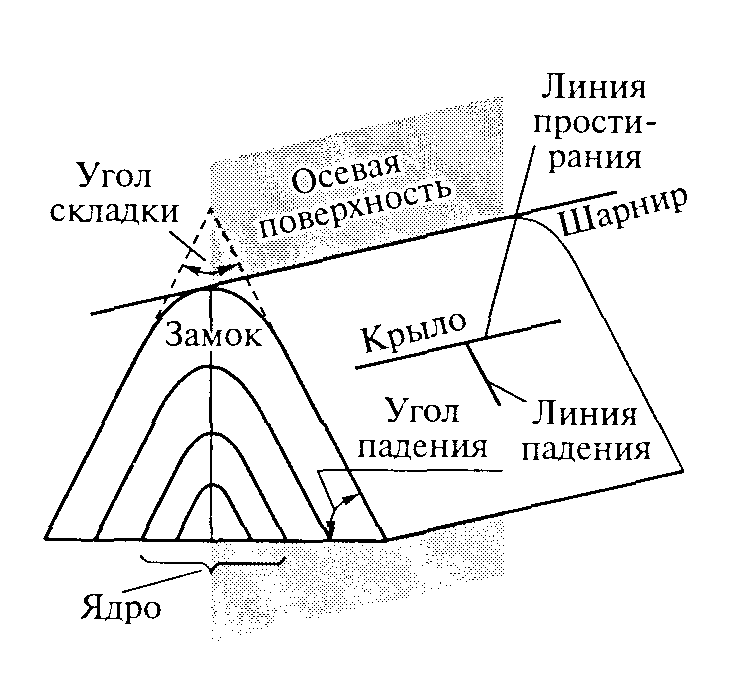 Линия
прости-
рания
Угол
складки
Осевая
поверхность
Шарнир
Замок
Крыло
Угол
падения
Линия
падения
Ядро